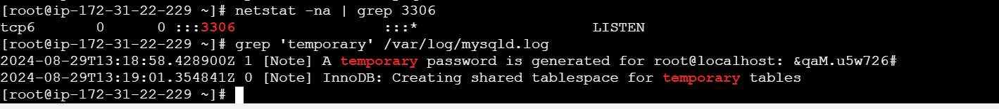 [root@ip-172-31-22-229 ~]# netstat -na | grep 3306
tcp6       0      0 :::3306                 :::*                    LISTEN
[root@ip-172-31-22-229 ~]# grep 'temporary' /var/log/mysqld.log
2024-08-29T13:18:58.428900Z 1 [Note] A temporary password is generated for root@localhost: &qaM.u5w726#
2024-08-29T13:19:01.354841Z 0 [Note] InnoDB: Creating shared tablespace for temporary tables
[root@ip-172-31-22-229 ~]#